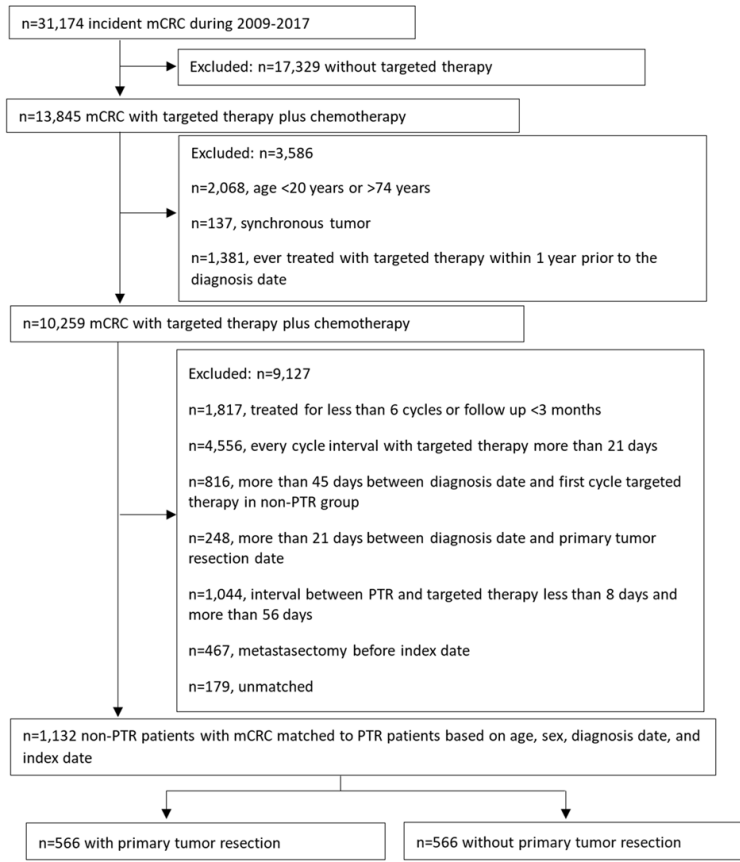 n=31,174 incident mCRC during 2009-2017
Excluded: n=17,329 without targeted therapy
n=13,845 mCRC with targeted therapy plus chemotherapy
Excluded: n=3,586
n=2,068, age <20 years or >74 years
n=137, synchronous tumor
n=1,381, ever treated with targeted therapy within 1 year prior to the
diagnosis date
n=10,259 mCRC with targeted therapy plus chemotherapy
Excluded: n=9,127
n=1,817, treated for less than 6 cycles or follow up <3 months
n=4,556, every cycle interval with targeted therapy more than 21 days
n=816, more than 45 days between diagnosis date and first cycle targeted
therapy in non-PTR group
n=248, more than 21 days between diagnosis date and primary tumor
resection date
n=1,044, interval between PTR and targeted therapy less than 8 days and
more than 56 days
n=467, metastasectomy before index date
n=179, unmatched
n=1,132 non-PTR patients with mCRC matched to PTR patients based on age, sex, diagnosis date, and
index date
n=566 with primary tumor resection
n=566 without primary tumor resection